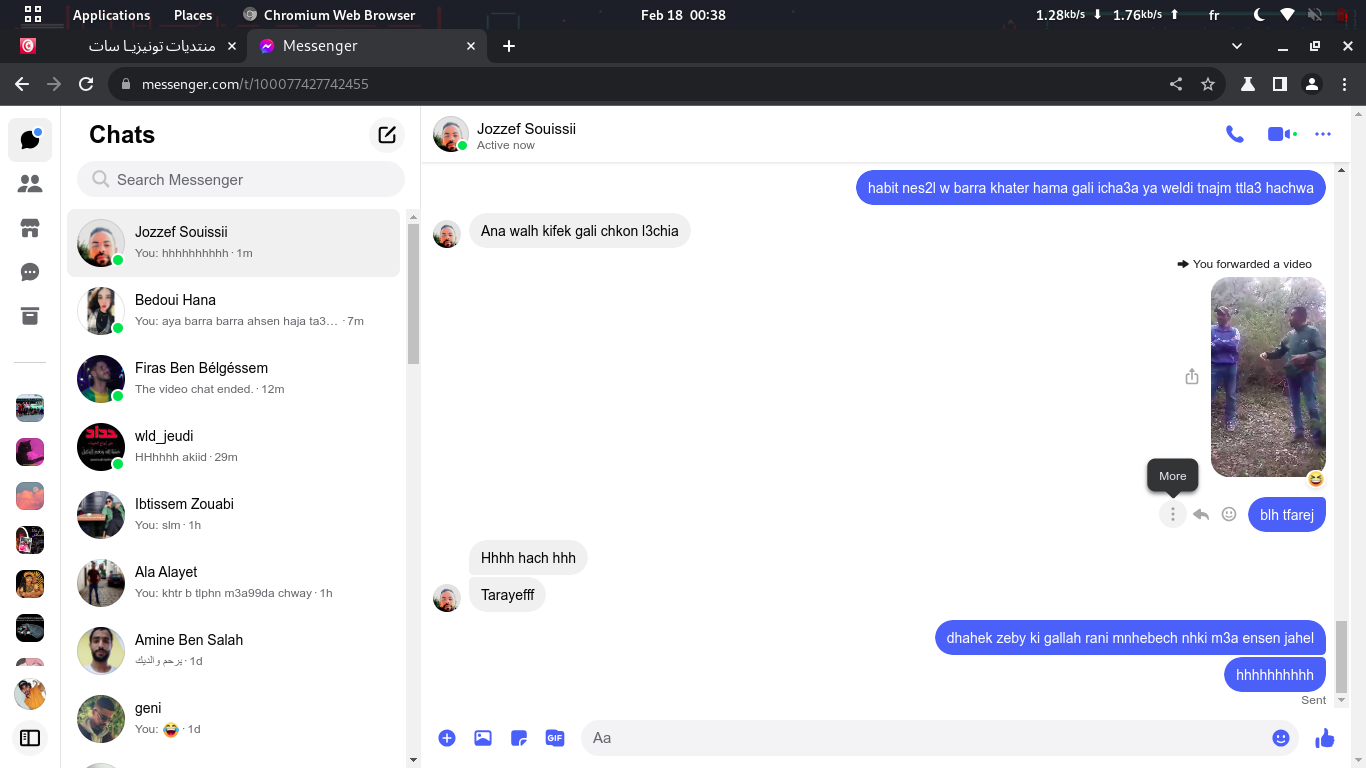 Applications Places Chromium Web Browser Feb 18 00:38 1.28kb/s 1.76kb/s fr
منتديات تونيزيـا سات Messenger
messenger.com/t/100077427742455
Chats
Search Messenger
Jozzef Souissii
You: hhhhhhhhhh · 1m
Bedoui Hana
You: aya barra barra ahsen haja ta3… · 7m
Firas Ben Bélgéssem
The video chat ended. · 12m
wld_jeudi
HHhhhh akiid · 29m
Ibtissem Zouabi
You: slm · 1h
Ala Alayet
You: khtr b tlphn m3a99da chway · 1h
Amine Ben Salah
يرحم والديك · 1d
geni
You: 😂 · 1d
Jozzef Souissii
Active now
habit nes2l w barra khater hama gali icha3a ya weldi tnajm ttla3 hachwa
Ana walh kifek gali chkon l3chia
You forwarded a video
More
blh tfarej
Hhhh hach hhh
Tarayefff
dhahek zeby ki gallah rani mnhebech nhki m3a ensen jahel
hhhhhhhhhh
Sent
GIF
Aa